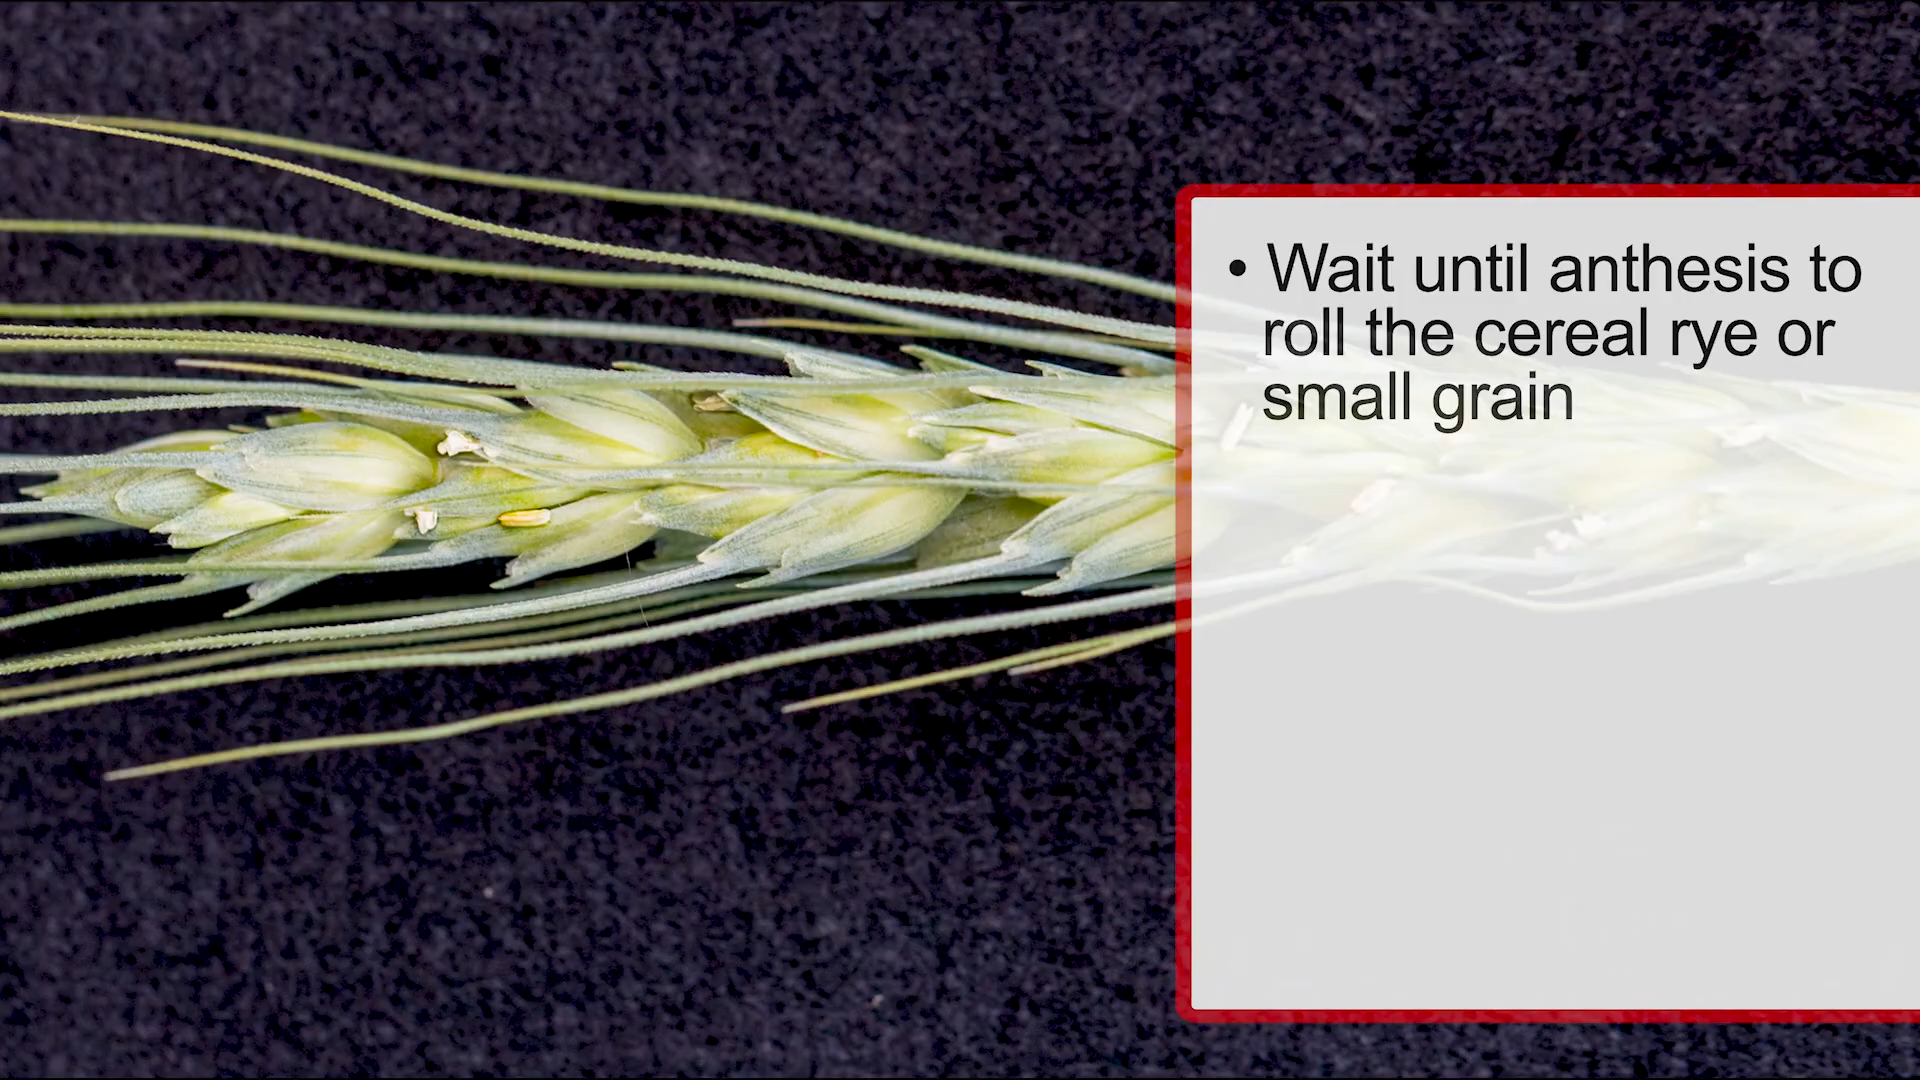 • Wait until anthesis to
roll the cereal rye or
small grain